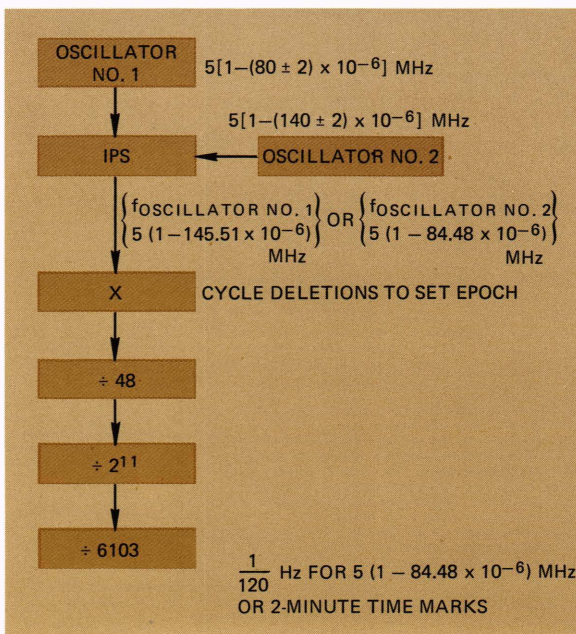 OSCILLATOR
NO. 1
5[1−(80 ± 2) x 10⁻⁶] MHz
5[1−(140 ± 2) x 10⁻⁶] MHz
IPS
OSCILLATOR NO. 2
{fOSCILLATOR NO. 1
5 (1−145.51 x 10⁻⁶)} OR {fOSCILLATOR NO. 2
5 (1 − 84.48 x 10⁻⁶)}
MHz
MHz
X
CYCLE DELETIONS TO SET EPOCH
÷ 48
÷ 2¹¹
÷ 6103
1/120 Hz FOR 5 (1 − 84.48 x 10⁻⁶) MHz
OR 2-MINUTE TIME MARKS